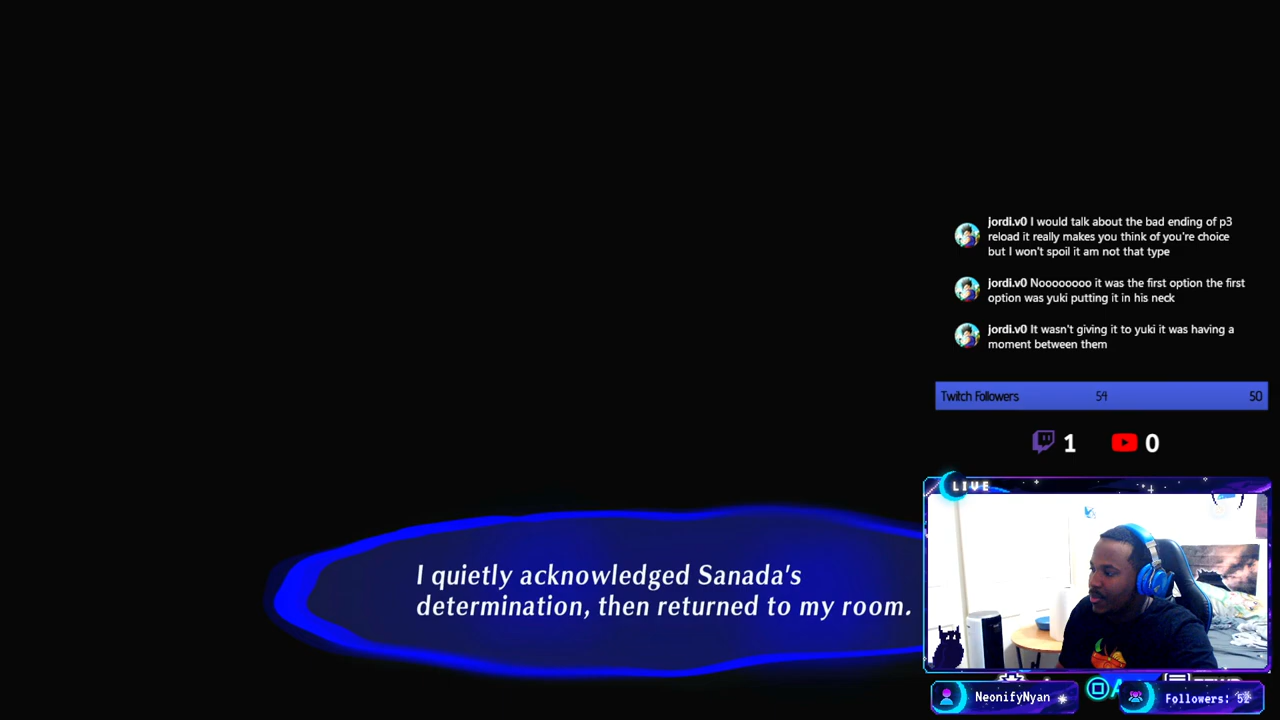 jordi.v0 I would talk about the bad ending of p3
reload it really makes you think of you're choice
but I won't spoil it am not that type
jordi.v0 Noooooooo it was the first option the first
option was yuki putting it in his neck
jordi.v0 It wasn't giving it to yuki it was having a
moment between them
Twitch Followers 54 50
1 0
LIVE
I quietly acknowledged Sanada's
determination, then returned to my room.
NeonifyNyan
Followers: 52